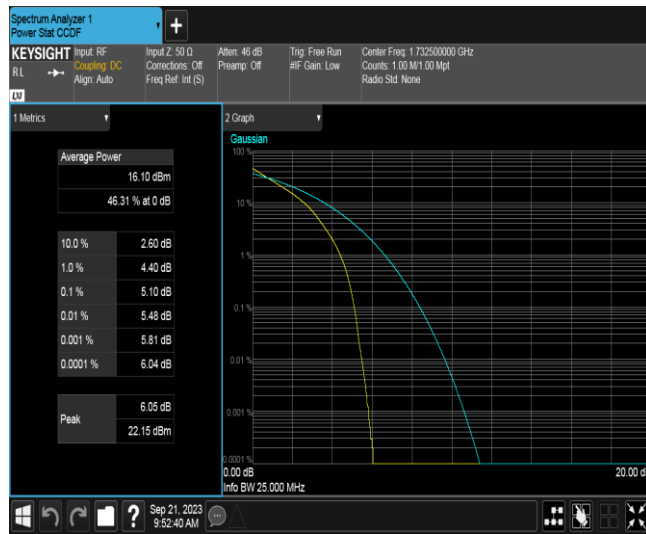 Spectrum Analyzer 1
Power Stat CCDF
KEYSIGHT
RL
LXI
Input: RF
Coupling: DC
Align: Auto
Input Z: 50 Ω
Corrections: Off
Freq Ref: Int (S)
Atten: 46 dB
Preamp: Off
Trig: Free Run
#IF Gain: Low
Center Freq: 1.732500000 GHz
Counts: 1.00 M/1.00 Mpt
Radio Std: None
1 Metrics
Average Power
16.10 dBm
46.31 % at 0 dB
10.0 % 2.60 dB
1.0 % 4.40 dB
0.1 % 5.10 dB
0.01 % 5.48 dB
0.001 % 5.81 dB
0.0001 % 6.04 dB
Peak
6.05 dB
22.15 dBm
2 Graph
Gaussian
100 %
10 %
1 %
0.1 %
0.01 %
0.001 %
0.0001 %
0.00 dB
20.00 d
Info BW 25.000 MHz
?
Sep 21, 2023
9:52:40 AM